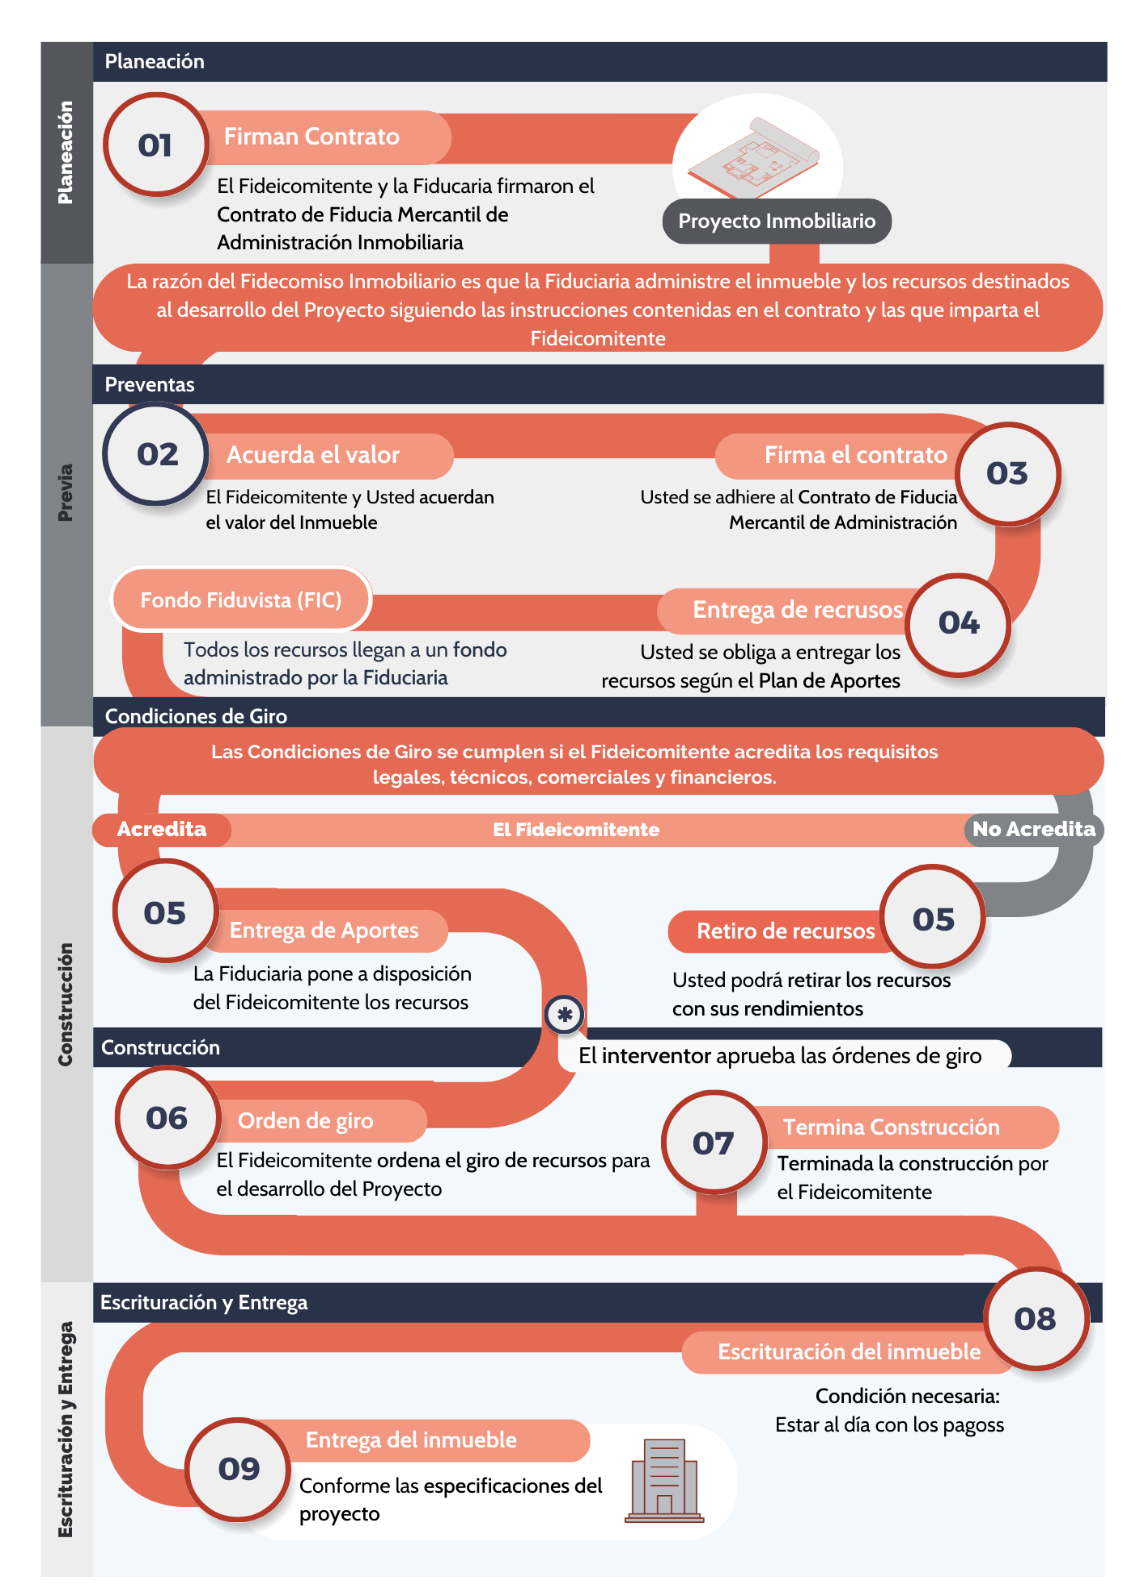 Planeación
Planeación
01
Firman Contrato
El Fideicomitente y la Fiducaria firmaron el
Contrato de Fiducia Mercantil de
Administración Inmobiliaria
Proyecto Inmobiliario
La razón del Fidecomiso Inmobiliario es que la Fiduciaria administre el inmueble y los recursos destinados
al desarrollo del Proyecto siguiendo las instrucciones contenidas en el contrato y las que imparta el
Fideicomitente
Previa
Preventas
02
Acuerda el valor
El Fideicomitente y Usted acuerdan
el valor del Inmueble
Firma el contrato
03
Usted se adhiere al Contrato de Fiducia
Mercantil de Administración
Entrega de recrusos
04
Usted se obliga a entregar los
recursos según el Plan de Aportes
Fondo Fiduvista (FIC)
Todos los recursos llegan a un fondo
administrado por la Fiduciaria
Condiciones de Giro
Las Condiciones de Giro se cumplen si el Fideicomitente acredita los requisitos
legales, técnicos, comerciales y financieros.
Acredita
El Fideicomitente
No Acredita
Construcción
05
Entrega de Aportes
La Fiduciaria pone a disposición
del Fideicomitente los recursos
Retiro de recursos
05
Usted podrá retirar los recursos
con sus rendimientos
*
Construcción
El interventor aprueba las órdenes de giro
06
Orden de giro
El Fideicomitente ordena el giro de recursos para
el desarrollo del Proyecto
07
Termina Construcción
Terminada la construcción por
el Fideicomitente
Escrituración y Entrega
Escrituración y Entrega
08
Escrituración del inmueble
Condición necesaria:
Estar al día con los pagoss
09
Entrega del inmueble
Conforme las especificaciones del
proyecto